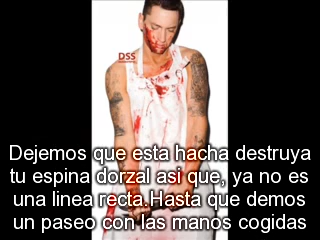 DSS
Dejemos que esta hacha destruya
tu espina dorzal asi que, ya no es
una linea recta.Hasta que demos
un paseo con las manos cogidas